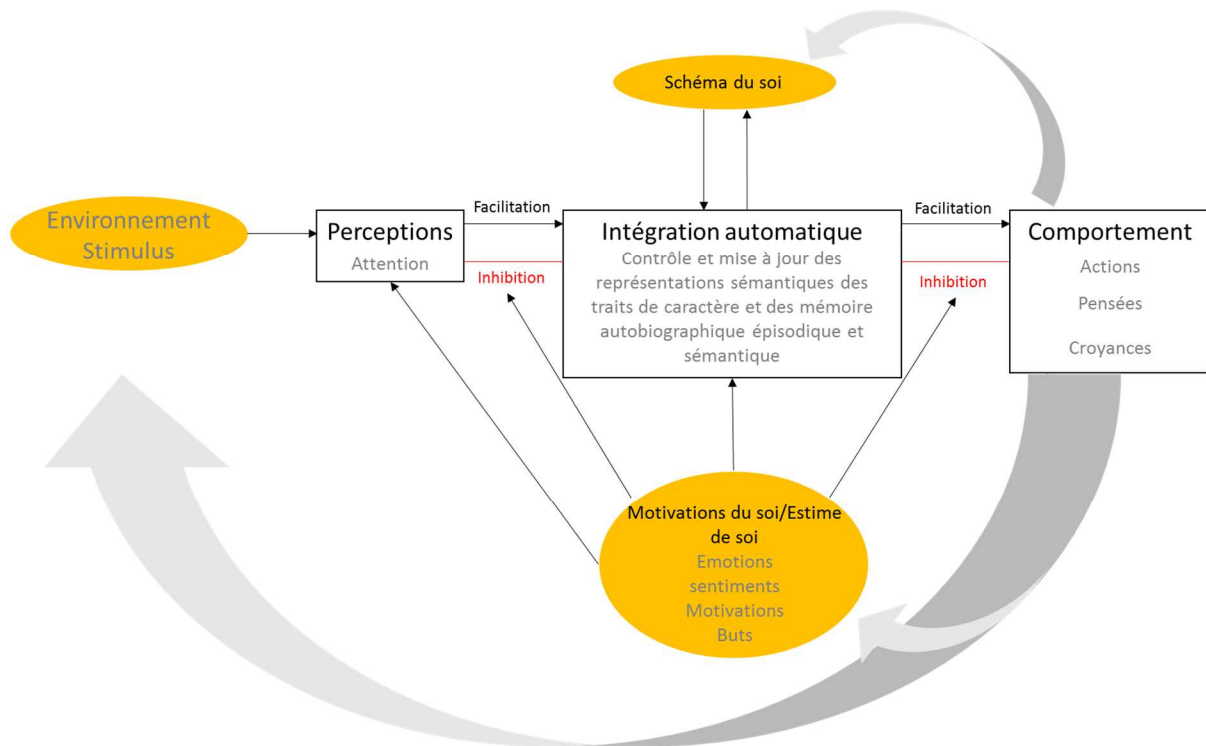 Schéma du soi
Environnement
Stimulus
Perceptions
Attention
Facilitation
Inhibition
Intégration automatique
Contrôle et mise à jour des
représentations sémantiques des
traits de caractère et des mémoire
autobiographique épisodique et
sémantique
Facilitation
Inhibition
Comportement
Actions
Pensées
Croyances
Motivations du soi/Estime
de soi
Emotions
sentiments
Motivations
Buts